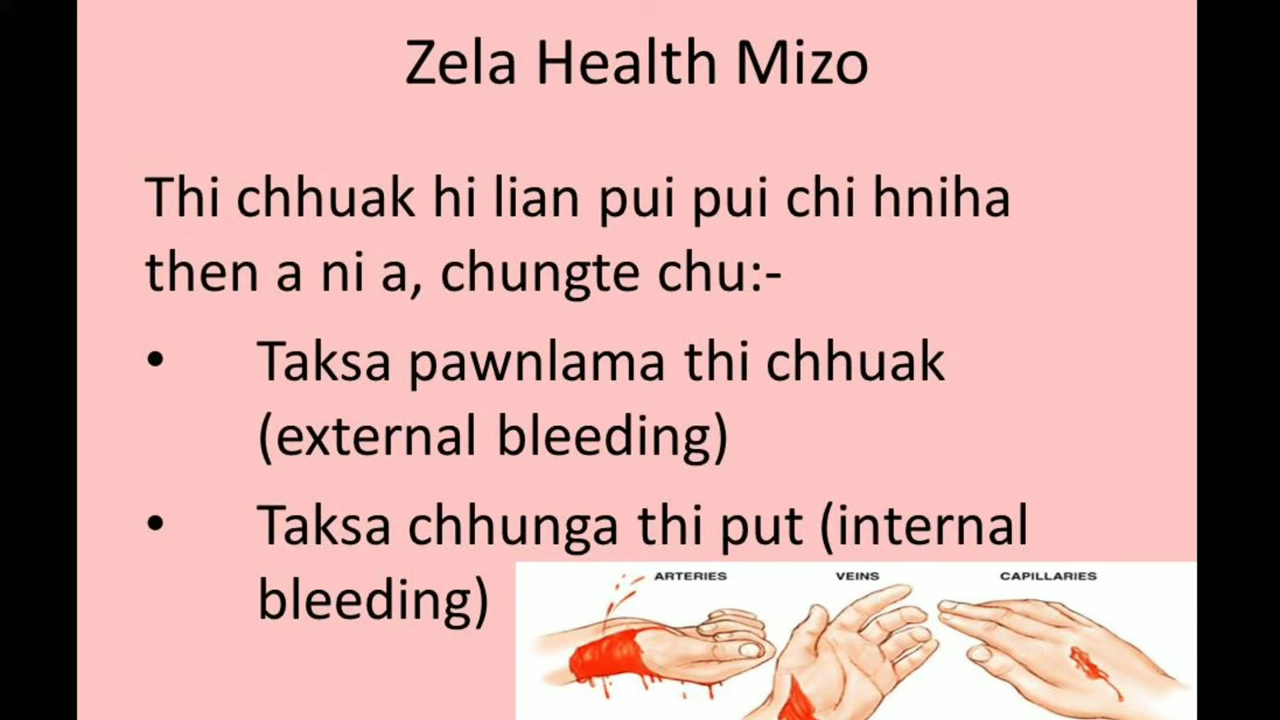 Zela Health Mizo
Thi chhuak hi lian pui pui chi hniha
then a ni a, chungte chu:-
• Taksa pawnlama thi chhuak
(external bleeding)
• Taksa chhunga thi put (internal
bleeding)
ARTERIES VEINS CAPILLARIES